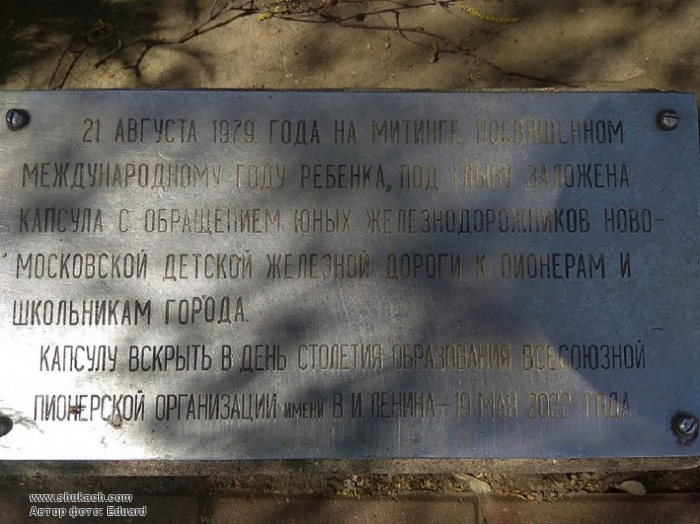 21 АВГУСТА 1979 ГОДА НА МИТИНГЕ, ПОСВЯЩЕННОМ
МЕЖДУНАРОДНОМУ ГОДУ РЕБЕНКА, ПОД ГЛЫБУ ЗАЛОЖЕНА
КАПСУЛА С ОБРАЩЕНИЕМ ЮНЫХ ЖЕЛЕЗНОДОРОЖНИКОВ НОВО-
МОСКОВСКОЙ ДЕТСКОЙ ЖЕЛЕЗНОЙ ДОРОГИ К ПИОНЕРАМ И
ШКОЛЬНИКАМ ГОРОДА.
КАПСУЛУ ВСКРЫТЬ В ДЕНЬ СТОЛЕТИЯ ОБРАЗОВАНИЯ ВСЕСОЮЗНОЙ
ПИОНЕРСКОЙ ОРГАНИЗАЦИИ ИМЕНИ В.И.ЛЕНИНА - 19 МАЯ 2022 ГОДА
www.shukach.com
Автор фото: Eduard